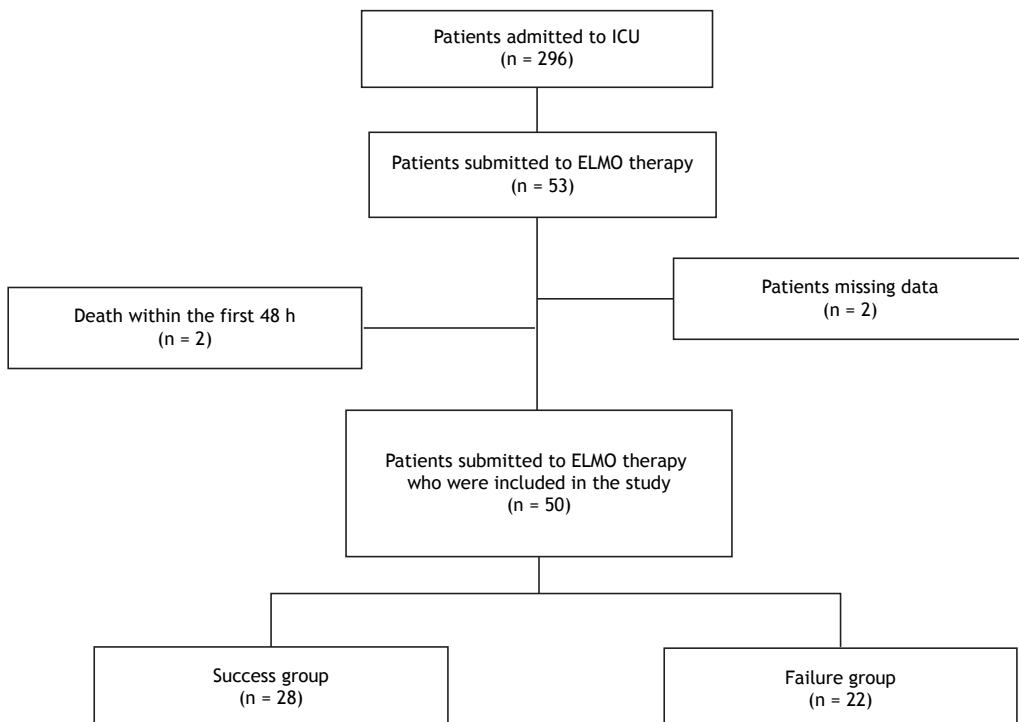 Patients admitted to ICU
(n = 296)
Patients submitted to ELMO therapy
(n = 53)
Patients missing data
(n = 2)
Death within the first 48 h
(n = 2)
Patients submitted to ELMO therapy
who were included in the study
(n = 50)
Success group
(n = 28)
Failure group
(n = 22)